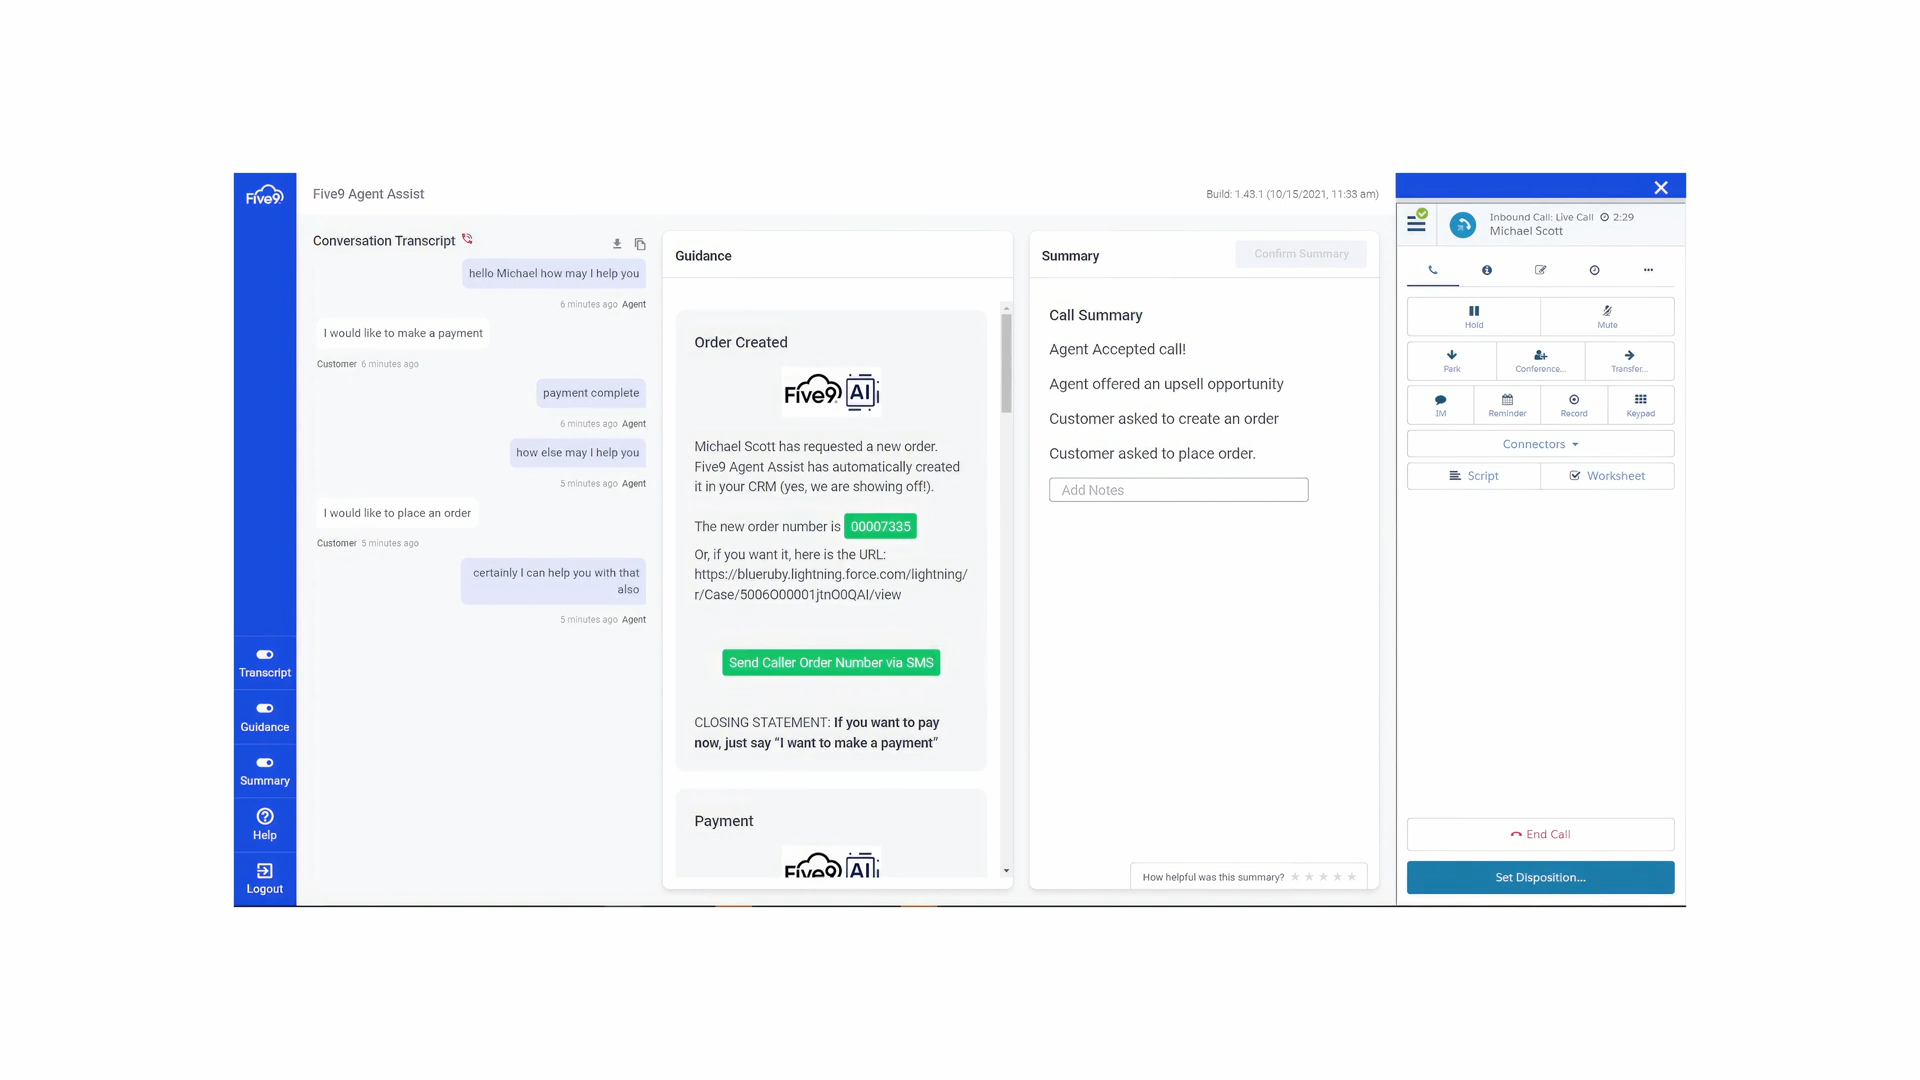 Five9
Five9 Agent Assist
Build: 1.43.1 (10/15/2021, 11:33 am)
Conversation Transcript
hello Michael how may I help you
6 minutes ago Agent
I would like to make a payment
Customer 6 minutes ago
payment complete
6 minutes ago Agent
how else may I help you
5 minutes ago Agent
I would like to place an order
Customer 5 minutes ago
certainly I can help you with that
also
5 minutes ago Agent
Transcript
Guidance
Summary
Help
Logout
Guidance
Order Created
Five9 AI
Michael Scott has requested a new order.
Five9 Agent Assist has automatically created
it in your CRM (yes, we are showing off!).
The new order number is 00007335
Or, if you want it, here is the URL:
https://blueruby.lightning.force.com/lightning/
r/Case/5006O00001jtnO0QAI/view
Send Caller Order Number via SMS
CLOSING STATEMENT: If you want to pay
now, just say “I want to make a payment”
Payment
Five9 AI
Summary
Confirm Summary
Call Summary
Agent Accepted call!
Agent offered an upsell opportunity
Customer asked to create an order
Customer asked to place order.
Add Notes
How helpful was this summary?
Inbound Call: Live Call 2:29
Michael Scott
Hold
Mute
Park
Conference...
Transfer...
IM
Reminder
Record
Keypad
Connectors
Script
Worksheet
End Call
Set Disposition...